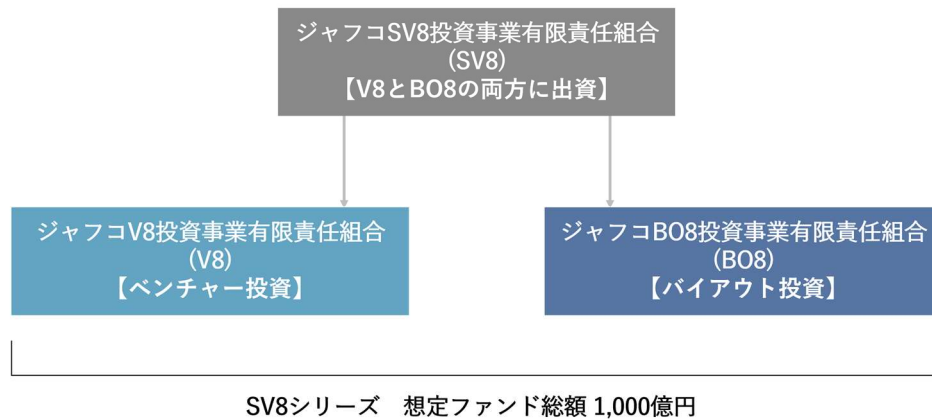 ジャフコSV8投資事業有限責任組合
(SV8)
【V8とBO8の両方に出資】
ジャフコV8投資事業有限責任組合
(V8)
【ベンチャー投資】
ジャフコBO8投資事業有限責任組合
(BO8)
【バイアウト投資】
SV8シリーズ　想定ファンド総額 1,000億円